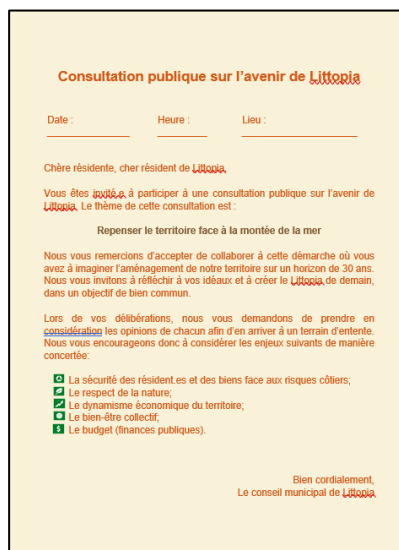 Consultation publique sur l'avenir de Littopia
Date : Heure : Lieu :
Chère résidente, cher résident de Littopia,
Vous êtes invité.e à participer à une consultation publique sur l'avenir de
Littopia. Le thème de cette consultation est :
Repenser le territoire face à la montée de la mer
Nous vous remercions d'accepter de collaborer à cette démarche où vous
avez à imaginer l'aménagement de notre territoire sur un horizon de 30 ans.
Nous vous invitons à réfléchir à vos idéaux et à créer le Littopia de demain,
dans un objectif de bien commun.
Lors de vos délibérations, nous vous demandons de prendre en
considération les opinions de chacun afin d'en arriver à un terrain d'entente.
Nous vous encourageons donc à considérer les enjeux suivants de manière
concertée:
La sécurité des résident.es et des biens face aux risques côtiers;
Le respect de la nature;
Le dynamisme économique du territoire;
Le bien-être collectif;
$ Le budget (finances publiques).
Bien cordialement,
Le conseil municipal de Littopia